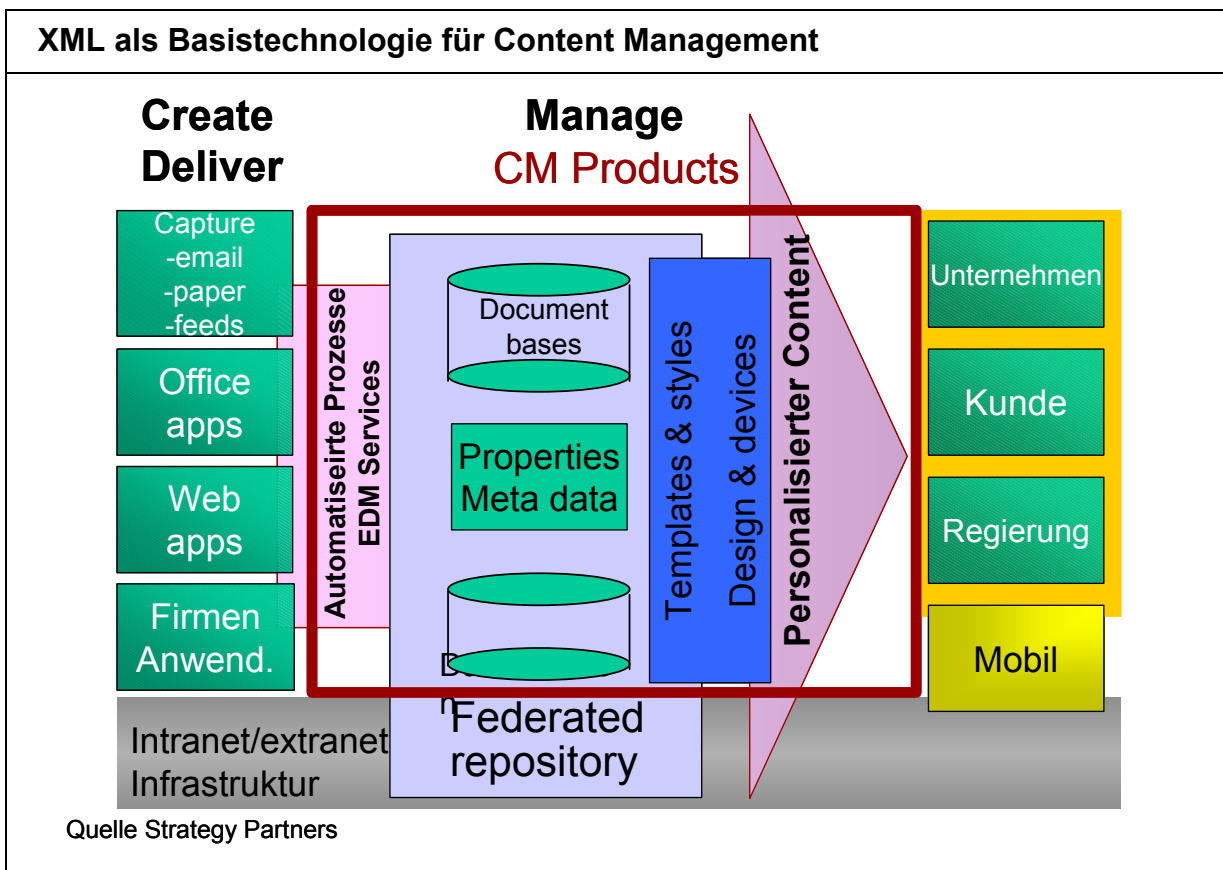 XML als Basistechnologie für Content Management
Create
Deliver
Manage
CM Products
Capture
-email
-paper
-feeds
Office
apps
Web
apps
Firmen
Anwend.
Automatiseirte Prozesse
EDM Services
Document
bases
Properties
Meta data
Federated
repository
Templates & styles
Design & devices
Personalisierter Content
Unternehmen
Kunde
Regierung
Mobil
Intranet/extranet
Infrastruktur
Quelle Strategy Partners